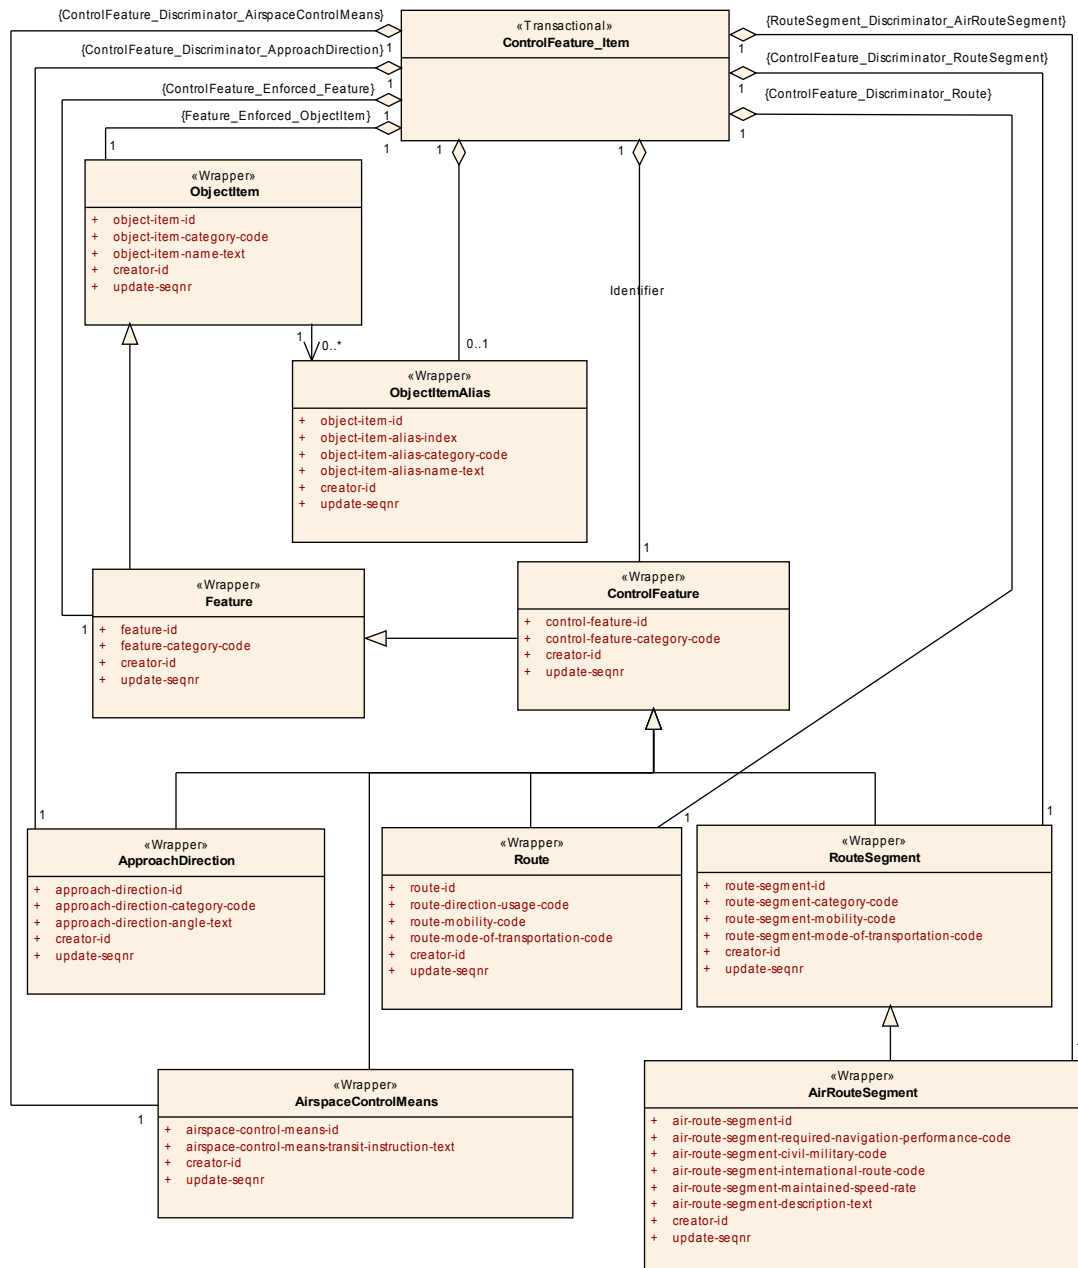 {ControlFeature_Discriminator_AirspaceControlMeans}
1
{ControlFeature_Discriminator_ApproachDirection}
1
{ControlFeature_Enforced_Feature}
1
{Feature_Enforced_ObjectItem}
1
1
«Transactional»
ControlFeature_Item
{RouteSegment_Discriminator_AirRouteSegment}
1
{ControlFeature_Discriminator_RouteSegment}
1
{ControlFeature_Discriminator_Route}
1
1
1
«Wrapper»
ObjectItem
+ object-item-id
+ object-item-category-code
+ object-item-name-text
+ creator-id
+ update-seqnr
Identifier
1
0..*
0..1
«Wrapper»
ObjectItemAlias
+ object-item-id
+ object-item-alias-index
+ object-item-alias-category-code
+ object-item-alias-name-text
+ creator-id
+ update-seqnr
1
«Wrapper»
Feature
+ feature-id
+ feature-category-code
+ creator-id
+ update-seqnr
1
«Wrapper»
ControlFeature
+ control-feature-id
+ control-feature-category-code
+ creator-id
+ update-seqnr
1
«Wrapper»
ApproachDirection
+ approach-direction-id
+ approach-direction-category-code
+ approach-direction-angle-text
+ creator-id
+ update-seqnr
1
«Wrapper»
Route
+ route-id
+ route-direction-usage-code
+ route-mobility-code
+ route-mode-of-transportation-code
+ creator-id
+ update-seqnr
1
«Wrapper»
RouteSegment
+ route-segment-id
+ route-segment-category-code
+ route-segment-mobility-code
+ route-segment-mode-of-transportation-code
+ creator-id
+ update-seqnr
1
«Wrapper»
AirspaceControlMeans
+ airspace-control-means-id
+ airspace-control-means-transit-instruction-text
+ creator-id
+ update-seqnr
«Wrapper»
AirRouteSegment
+ air-route-segment-id
+ air-route-segment-required-navigation-performance-code
+ air-route-segment-civil-military-code
+ air-route-segment-international-route-code
+ air-route-segment-maintained-speed-rate
+ air-route-segment-description-text
+ creator-id
+ update-seqnr